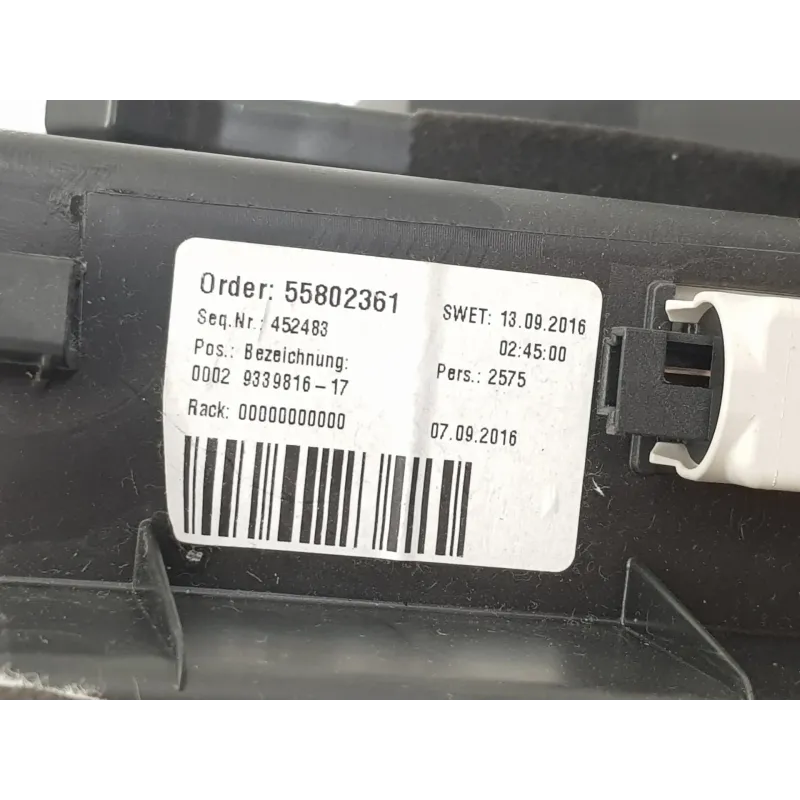 Order: 55802361
SWET: 13.09.2016
Seq.Nr.: 452483
02:45:00
Pos.: Bezeichnung:
Pers.: 2575
0002 9339816-17
Rack: 00000000000
07.09.2016